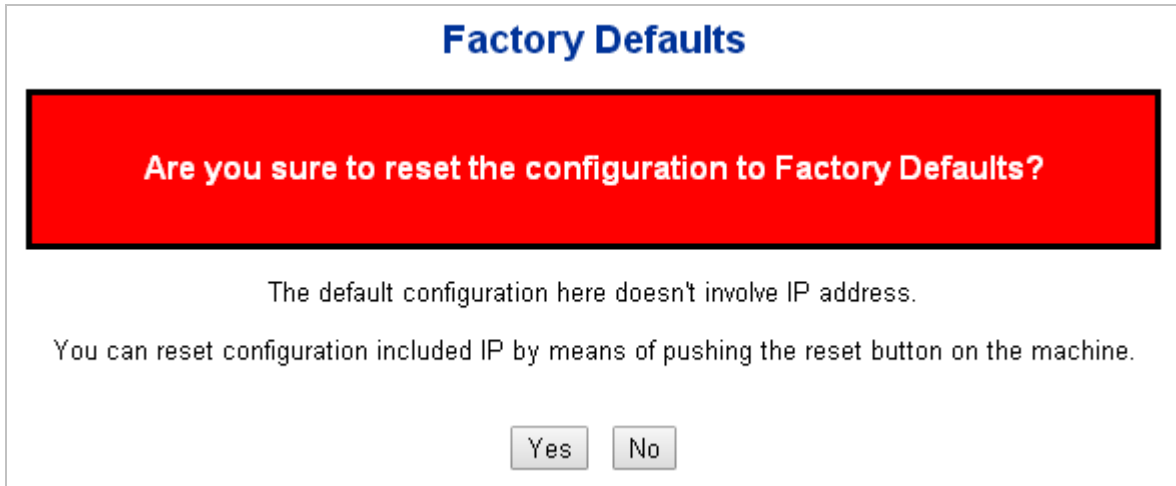 Factory Defaults
Are you sure to reset the configuration to Factory Defaults?
The default configuration here doesn't involve IP address.
You can reset configuration included IP by means of pushing the reset button on the machine.
Yes No